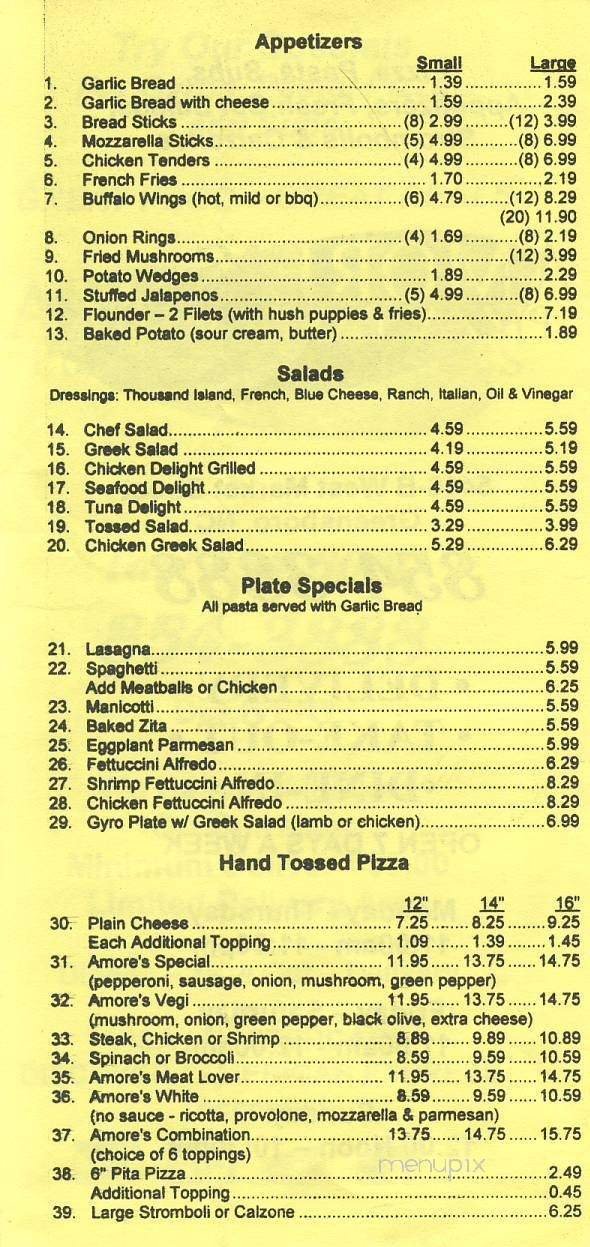 Appetizers
Small Large
1. Garlic Bread 1.39 1.59
2. Garlic Bread with cheese 1.59 2.39
3. Bread Sticks (8) 2.99 (12) 3.99
4. Mozzarella Sticks (5) 4.99 (8) 6.99
5. Chicken Tenders (4) 4.99 (8) 6.99
6. French Fries 1.70 2.19
7. Buffalo Wings (hot, mild or bbq) (6) 4.79 (12) 8.29
(20) 11.90
8. Onion Rings (4) 1.69 (8) 2.19
9. Fried Mushrooms (12) 3.99
10. Potato Wedges 1.89 2.29
11. Stuffed Jalapenos (5) 4.99 (8) 6.99
12. Flounder – 2 Filets (with hush puppies & fries) 7.19
13. Baked Potato (sour cream, butter) 1.89
Salads
Dressings: Thousand Island, French, Blue Cheese, Ranch, Italian, Oil & Vinegar
14. Chef Salad 4.59 5.59
15. Greek Salad 4.19 5.19
16. Chicken Delight Grilled 4.59 5.59
17. Seafood Delight 4.59 5.59
18. Tuna Delight 4.59 5.59
19. Tossed Salad 3.29 3.99
20. Chicken Greek Salad 5.29 6.29
Plate Specials
All pasta served with Garlic Bread
21. Lasagna 5.99
22. Spaghetti 5.59
Add Meatballs or Chicken 6.25
23. Manicotti 5.59
24. Baked Zita 5.59
25. Eggplant Parmesan 5.99
26. Fettuccini Alfredo 6.29
27. Shrimp Fettuccini Alfredo 8.29
28. Chicken Fettuccini Alfredo 8.29
29. Gyro Plate w/ Greek Salad (lamb or chicken) 6.99
Hand Tossed Pizza
12" 14" 16"
30. Plain Cheese 7.25 8.25 9.25
Each Additional Topping 1.09 1.39 1.45
31. Amore's Special 11.95 13.75 14.75
(pepperoni, sausage, onion, mushroom, green pepper)
32. Amore's Vegi 11.95 13.75 14.75
(mushroom, onion, green pepper, black olive, extra cheese)
33. Steak, Chicken or Shrimp 8.89 9.89 10.89
34. Spinach or Broccoli 8.59 9.59 10.59
35. Amore's Meat Lover 11.95 13.75 14.75
36. Amore's White 8.59 9.59 10.59
(no sauce - ricotta, provolone, mozzarella & parmesan)
37. Amore's Combination 13.75 14.75 15.75
(choice of 6 toppings)
menupix
38. 6" Pita Pizza 2.49
Additional Topping 0.45
39. Large Stromboli or Calzone 6.25